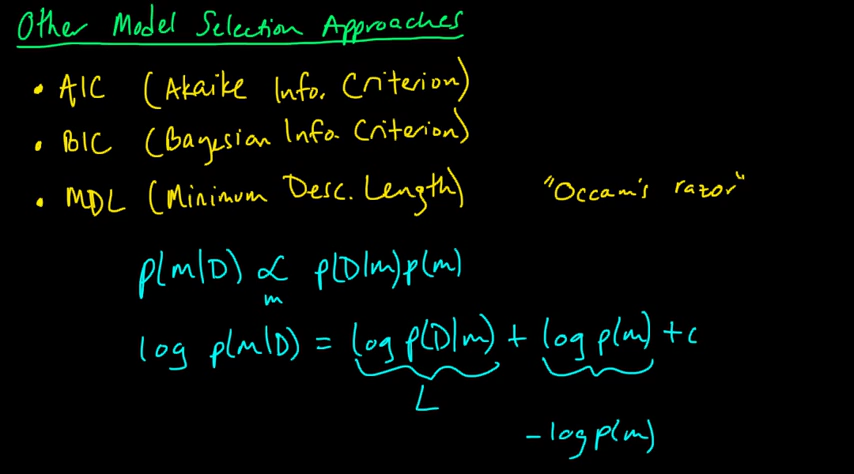 Other Model Selection Approaches
• AIC (Akaike Info. Criterion)
• BIC (Bayesian Info. Criterion)
• MDL (Minimum Desc. Length) "Occam's razor"
p(m|D) ∝ p(D|m)p(m)
m
log p(m|D) = log p(D|m) + log p(m) + c
L
- log p(m)